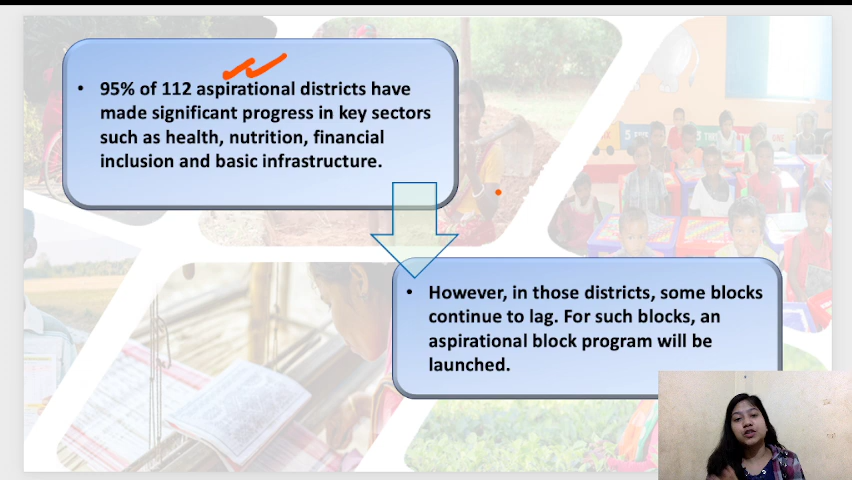 • 95% of 112 aspirational districts have
made significant progress in key sectors
such as health, nutrition, financial
inclusion and basic infrastructure.
• However, in those districts, some blocks
continue to lag. For such blocks, an
aspirational block program will be
launched.